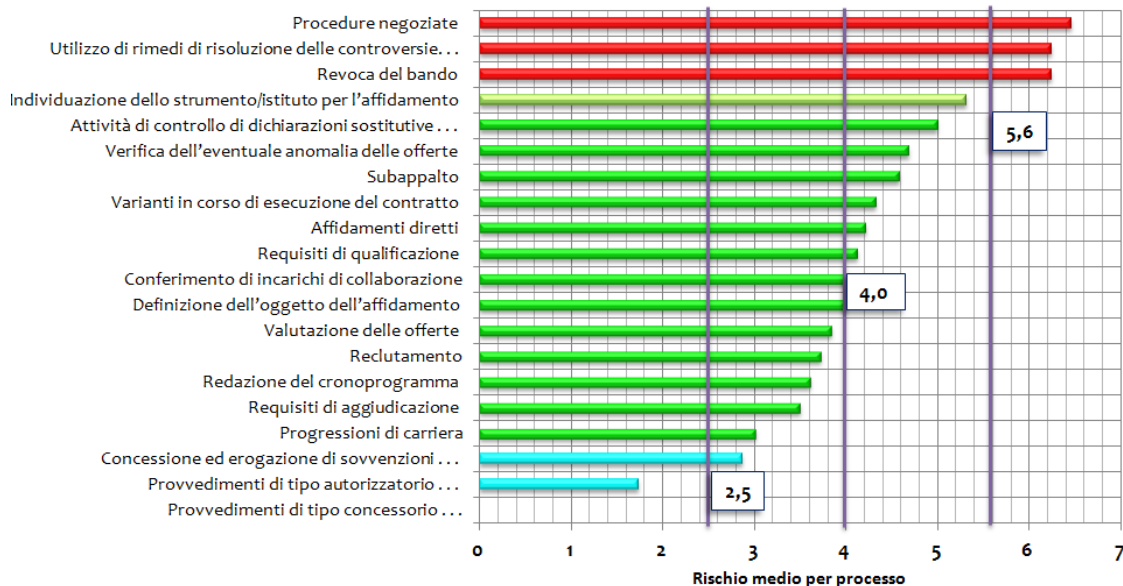 Procedure negoziate
Utilizzo di rimedi di risoluzione delle controversie...
Revoca del bando
Individuazione dello strumento/istituto per l'affidamento
Attività di controllo di dichiarazioni sostitutive ...
5,6
Verifica dell'eventuale anomalia delle offerte
Subappalto
Varianti in corso di esecuzione del contratto
Affidamenti diretti
Requisiti di qualificazione
Conferimento di incarichi di collaborazione
4,0
Definizione dell'oggetto dell'affidamento
Valutazione delle offerte
Reclutamento
Redazione del cronoprogramma
Requisiti di aggiudicazione
Progressioni di carriera
Concessione ed erogazione di sovvenzioni ...
Provvedimenti di tipo autorizzatorio ...
2,5
Provvedimenti di tipo concessorio ...
0 1 2 3 4 5 6 7
Rischio medio per processo